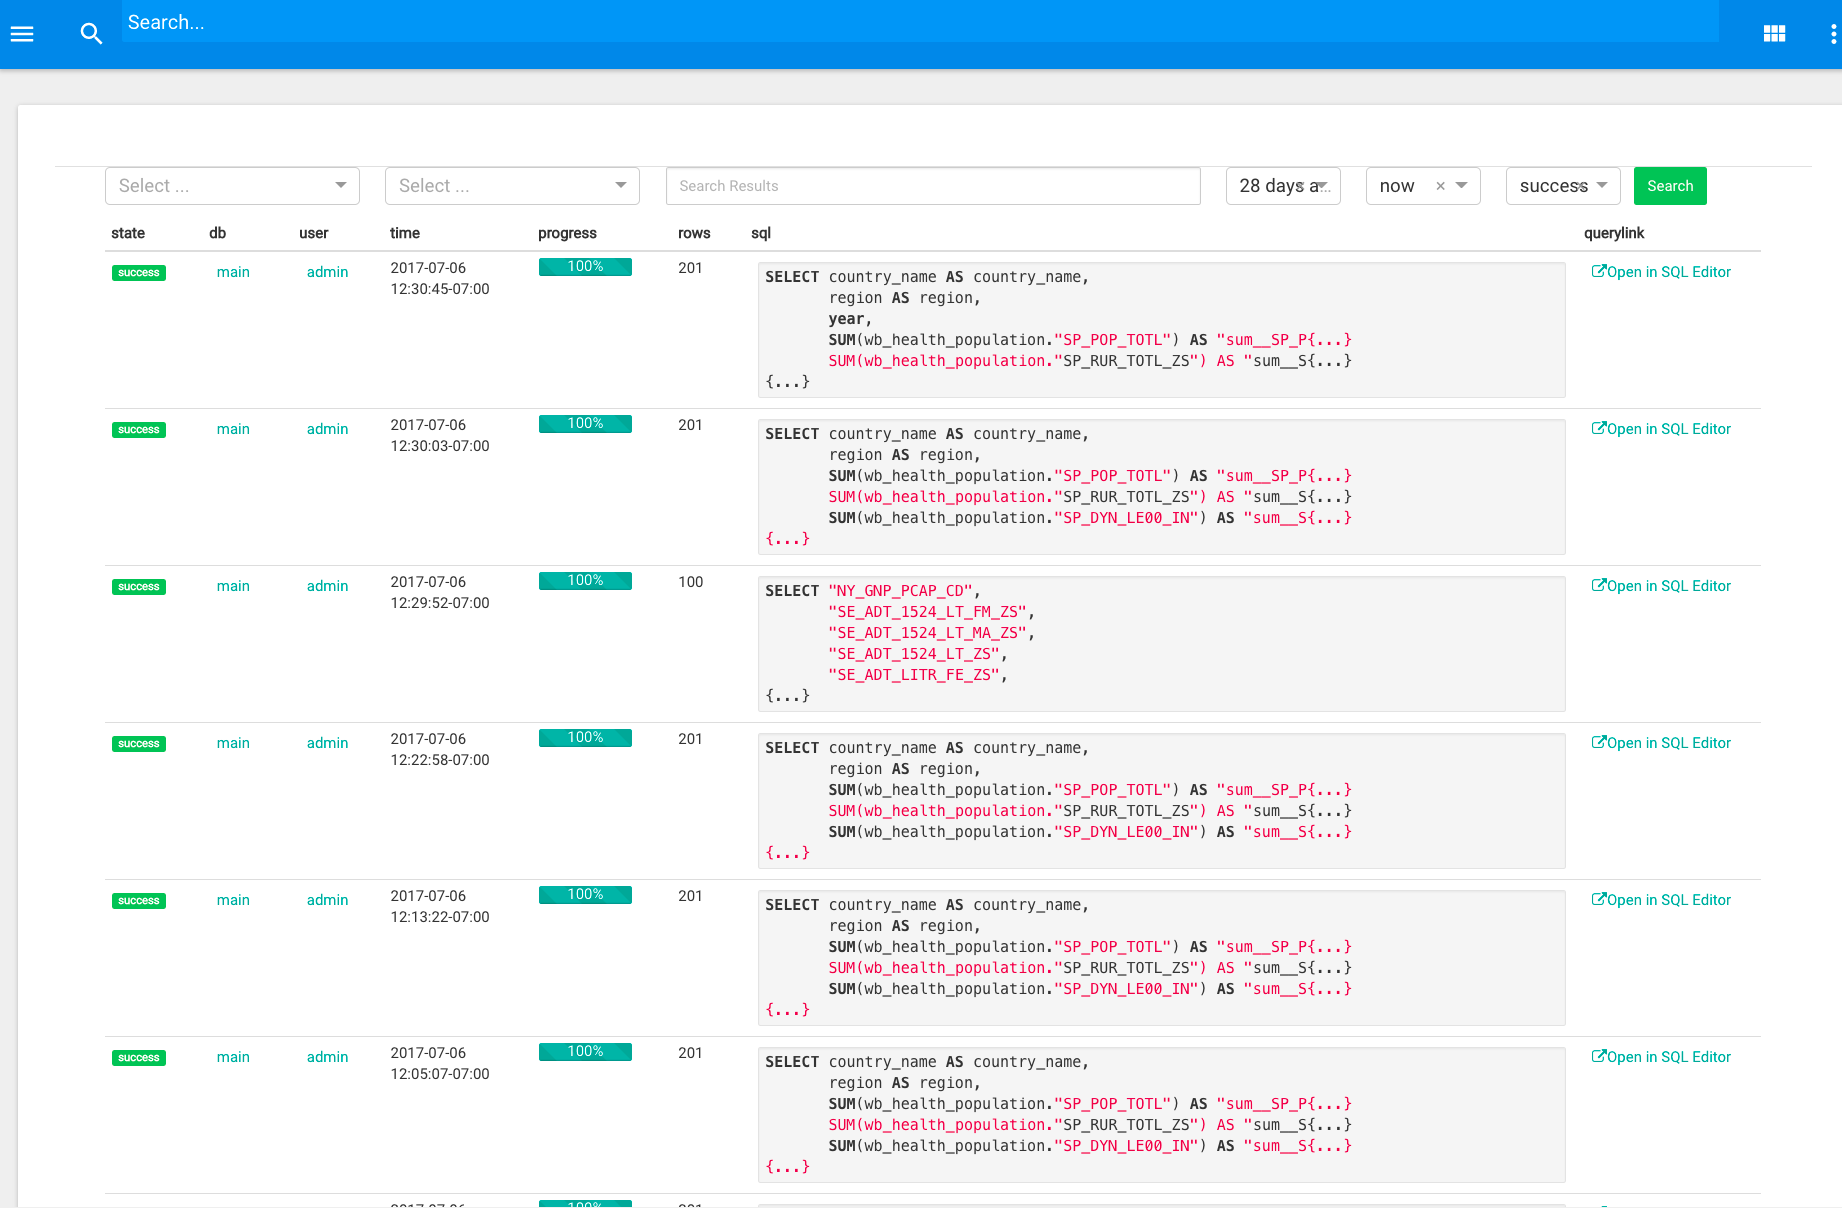 Search...
Select ...
Select ...
Search Results
28 days a...
now ×
success
Search
state db user time progress rows sql querylink
success main admin 2017-07-06 100% 201 SELECT country_name AS country_name, Open in SQL Editor
12:30:45-07:00 region AS region,
year,
SUM(wb_health_population."SP_POP_TOTL") AS "sum__SP_P{...}
SUM(wb_health_population."SP_RUR_TOTL_ZS") AS "sum__S{...}
{...}
success main admin 2017-07-06 100% 201 SELECT country_name AS country_name, Open in SQL Editor
12:30:03-07:00 region AS region,
SUM(wb_health_population."SP_POP_TOTL") AS "sum__SP_P{...}
SUM(wb_health_population."SP_RUR_TOTL_ZS") AS "sum__S{...}
SUM(wb_health_population."SP_DYN_LE00_IN") AS "sum__S{...}
{...}
success main admin 2017-07-06 100% 100 SELECT "NY_GNP_PCAP_CD", Open in SQL Editor
12:29:52-07:00 "SE_ADT_1524_LT_FM_ZS",
"SE_ADT_1524_LT_MA_ZS",
"SE_ADT_1524_LT_ZS",
"SE_ADT_LITR_FE_ZS",
{...}
success main admin 2017-07-06 100% 201 SELECT country_name AS country_name, Open in SQL Editor
12:22:58-07:00 region AS region,
SUM(wb_health_population."SP_POP_TOTL") AS "sum__SP_P{...}
SUM(wb_health_population."SP_RUR_TOTL_ZS") AS "sum__S{...}
SUM(wb_health_population."SP_DYN_LE00_IN") AS "sum__S{...}
{...}
success main admin 2017-07-06 100% 201 SELECT country_name AS country_name, Open in SQL Editor
12:13:22-07:00 region AS region,
SUM(wb_health_population."SP_POP_TOTL") AS "sum__SP_P{...}
SUM(wb_health_population."SP_RUR_TOTL_ZS") AS "sum__S{...}
SUM(wb_health_population."SP_DYN_LE00_IN") AS "sum__S{...}
{...}
success main admin 2017-07-06 100% 201 SELECT country_name AS country_name, Open in SQL Editor
12:05:07-07:00 region AS region,
SUM(wb_health_population."SP_POP_TOTL") AS "sum__SP_P{...}
SUM(wb_health_population."SP_RUR_TOTL_ZS") AS "sum__S{...}
SUM(wb_health_population."SP_DYN_LE00_IN") AS "sum__S{...}
{...}